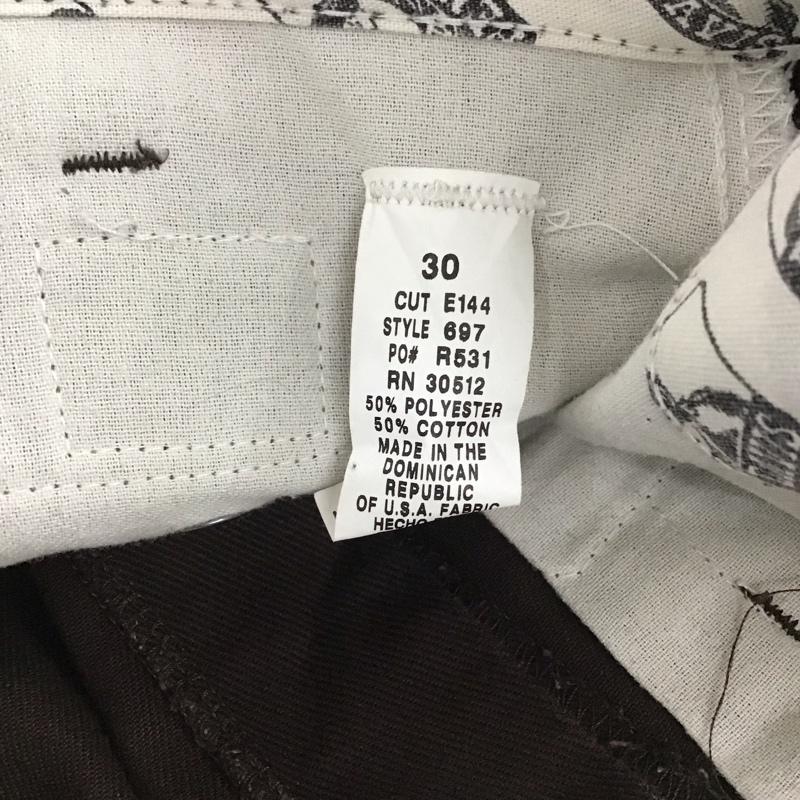 30
CUT E144
STYLE 697
PO# R531
RN 30512
50% POLYESTER
50% COTTON
MADE IN THE
DOMINICAN
REPUBLIC
OF U.S.A. FABRIC
HECHO